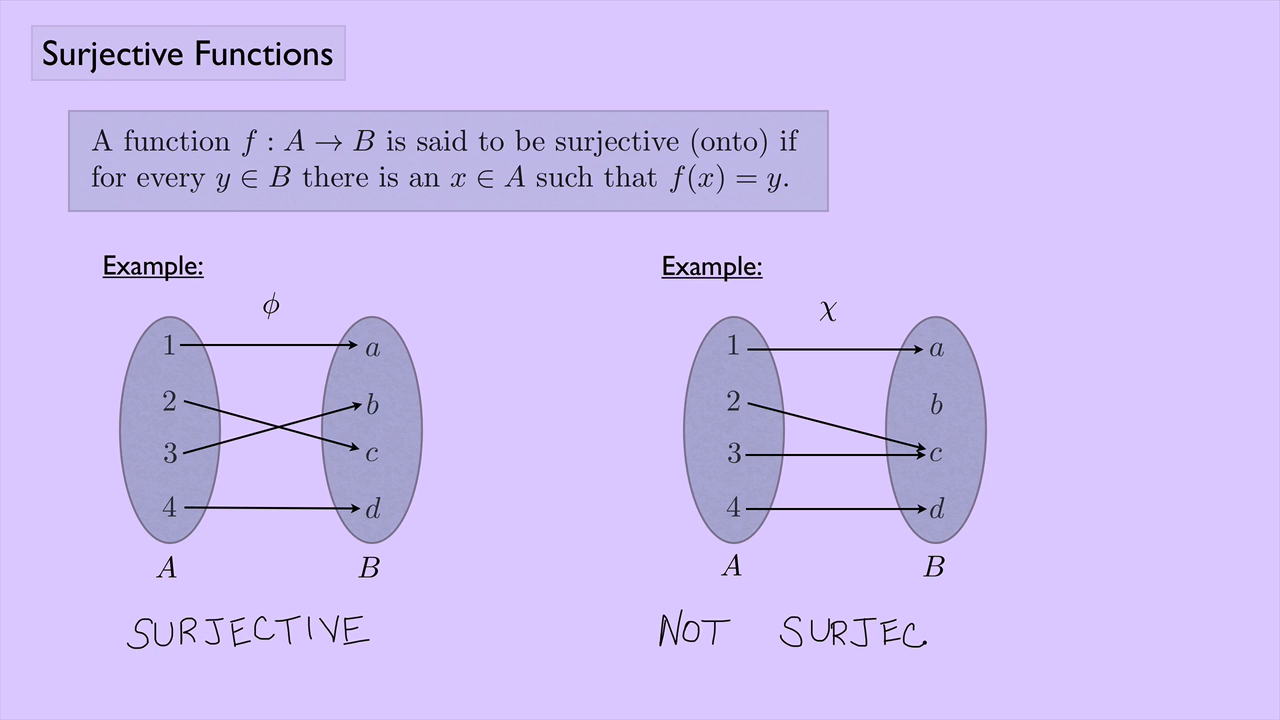 Surjective Functions
A function f : A → B is said to be surjective (onto) if
for every y ∈ B there is an x ∈ A such that f(x) = y.
Example:
ϕ
1 a
2 b
3 c
4 d
A B
SURJECTIVE
Example:
χ
1 a
2 b
3 c
4 d
A B
NOT SURJEC